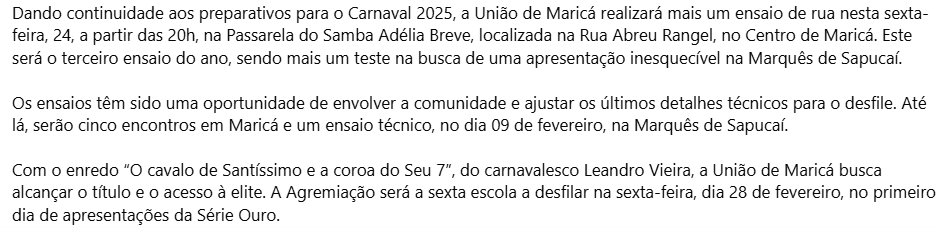 Dando continuidade aos preparativos para o Carnaval 2025, a União de Maricá realizará mais um ensaio de rua nesta sexta-
feira, 24, a partir das 20h, na Passarela do Samba Adélia Breve, localizada na Rua Abreu Rangel, no Centro de Maricá. Este
será o terceiro ensaio do ano, sendo mais um teste na busca de uma apresentação inesquecível na Marquês de Sapucaí.
Os ensaios têm sido uma oportunidade de envolver a comunidade e ajustar os últimos detalhes técnicos para o desfile. Até
lá, serão cinco encontros em Maricá e um ensaio técnico, no dia 09 de fevereiro, na Marquês de Sapucaí.
Com o enredo “O cavalo de Santíssimo e a coroa do Seu 7”, do carnavalesco Leandro Vieira, a União de Maricá busca
alcançar o título e o acesso à elite. A Agremiação será a sexta escola a desfilar na sexta-feira, dia 28 de fevereiro, no primeiro
dia de apresentações da Série Ouro.